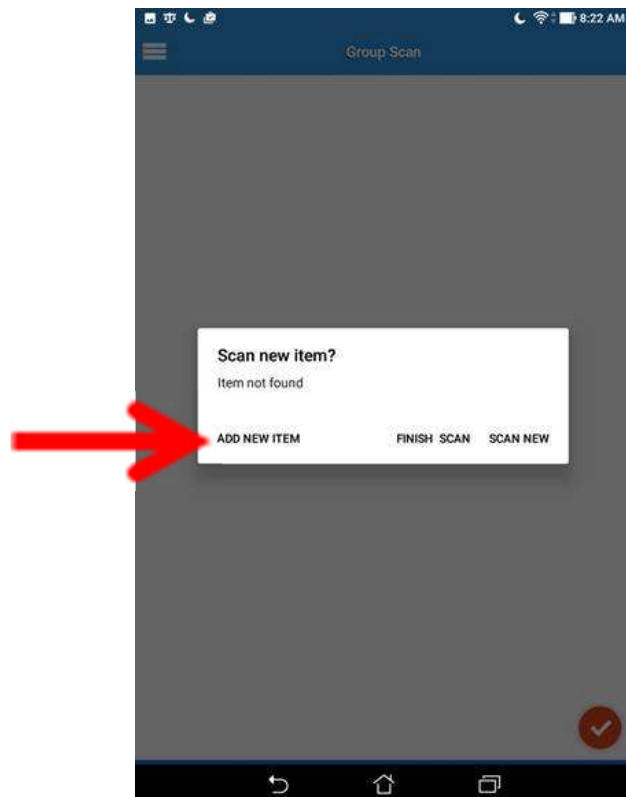 8:22 AM
Group Scan
Scan new item?
Item not found
ADD NEW ITEM FINISH SCAN SCAN NEW